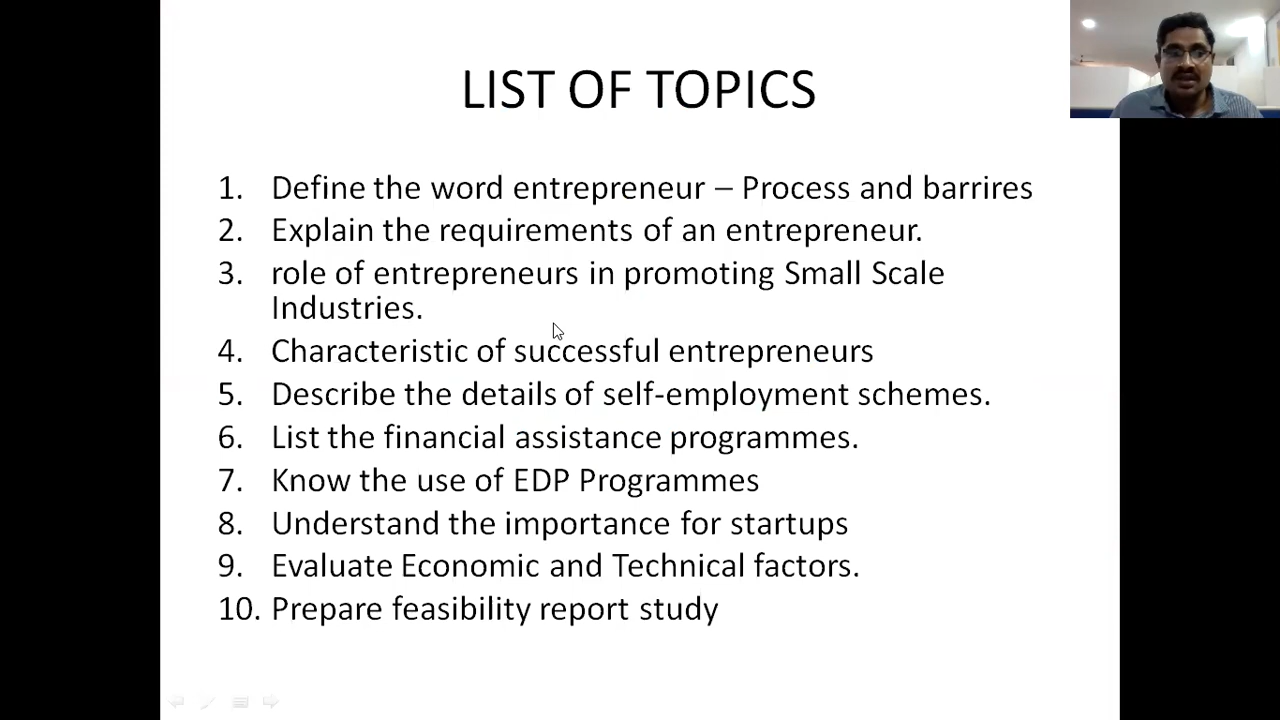 LIST OF TOPICS
1. Define the word entrepreneur – Process and barrires
2. Explain the requirements of an entrepreneur.
3. role of entrepreneurs in promoting Small Scale
Industries.
4. Characteristic of successful entrepreneurs
5. Describe the details of self-employment schemes.
6. List the financial assistance programmes.
7. Know the use of EDP Programmes
8. Understand the importance for startups
9. Evaluate Economic and Technical factors.
10. Prepare feasibility report study